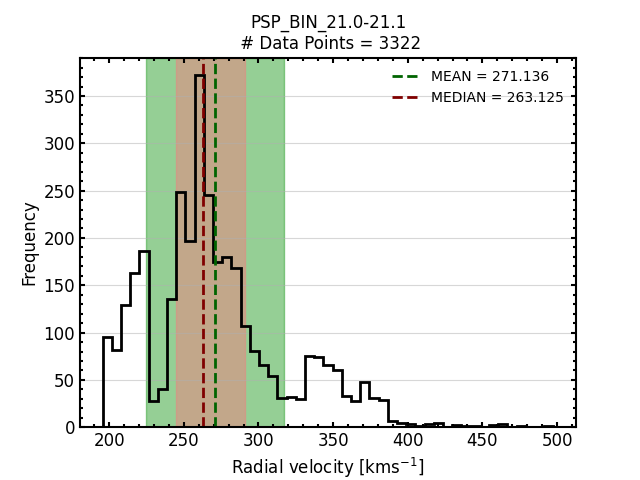 PSP_BIN_21.0-21.1
# Data Points = 3322
MEAN = 271.136
MEDIAN = 263.125
Frequency
350
300
250
200
150
100
50
0
200 250 300 350 400 450 500
Radial velocity [kms⁻¹]